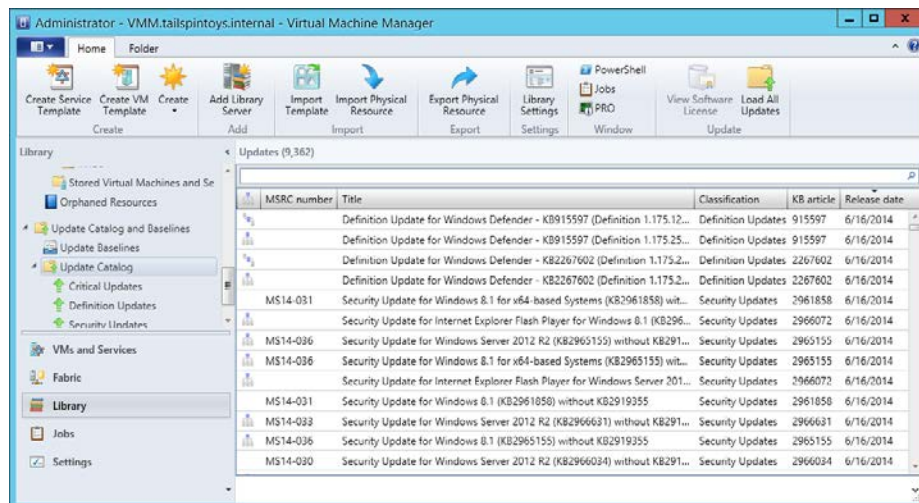 Administrator - VMM.tailspintoys.internal - Virtual Machine Manager
Home Folder
PowerShell
Jobs
PRO
Create Service Template
Create VM Template
Create
Add Library Server
Import Template
Import Physical Resource
Export Physical Resource
Library Settings
View Software License
Load All Updates
Create Add Import Export Settings Window Update
Library
Updates (9,362)
Stored Virtual Machines and Se
Orphaned Resources
Update Catalog and Baselines
Update Baselines
Update Catalog
Critical Updates
Definition Updates
Security Updates
VMs and Services
Fabric
Library
Jobs
Settings
MSRC number Title Classification KB article Release date
Definition Update for Windows Defender - KB915597 (Definition 1.175.12... Definition Updates 915597 6/16/2014
Definition Update for Windows Defender - KB915597 (Definition 1.175.25... Definition Updates 915597 6/16/2014
Definition Update for Windows Defender - KB2267602 (Definition 1.175.2... Definition Updates 2267602 6/16/2014
Definition Update for Windows Defender - KB2267602 (Definition 1.175.2... Definition Updates 2267602 6/16/2014
MS14-031 Security Update for Windows 8.1 for x64-based Systems (KB2961858) wit... Security Updates 2961858 6/16/2014
Security Update for Internet Explorer Flash Player for Windows 8.1 (KB296... Security Updates 2966072 6/16/2014
MS14-036 Security Update for Windows Server 2012 R2 (KB2965155) without KB291... Security Updates 2965155 6/16/2014
MS14-036 Security Update for Windows 8.1 for x64-based Systems (KB2965155) wit... Security Updates 2965155 6/16/2014
Security Update for Internet Explorer Flash Player for Windows Server 201... Security Updates 2966072 6/16/2014
MS14-031 Security Update for Windows 8.1 (KB2961858) without KB2919355 Security Updates 2961858 6/16/2014
MS14-033 Security Update for Windows Server 2012 R2 (KB2966631) without KB291... Security Updates 2966631 6/16/2014
MS14-036 Security Update for Windows 8.1 (KB2965155) without KB2919355 Security Updates 2965155 6/16/2014
MS14-030 Security Update for Windows Server 2012 R2 (KB2966034) without KB291... Security Updates 2966034 6/16/2014